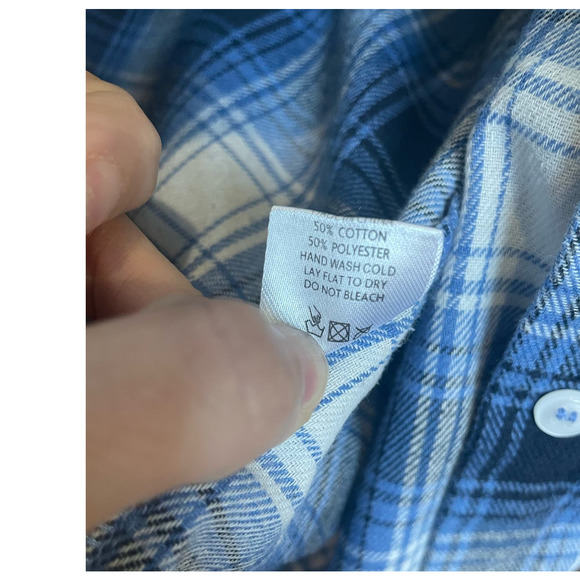 50% COTTON
50% POLYESTER
HAND WASH COLD
LAY FLAT TO DRY
DO NOT BLEACH